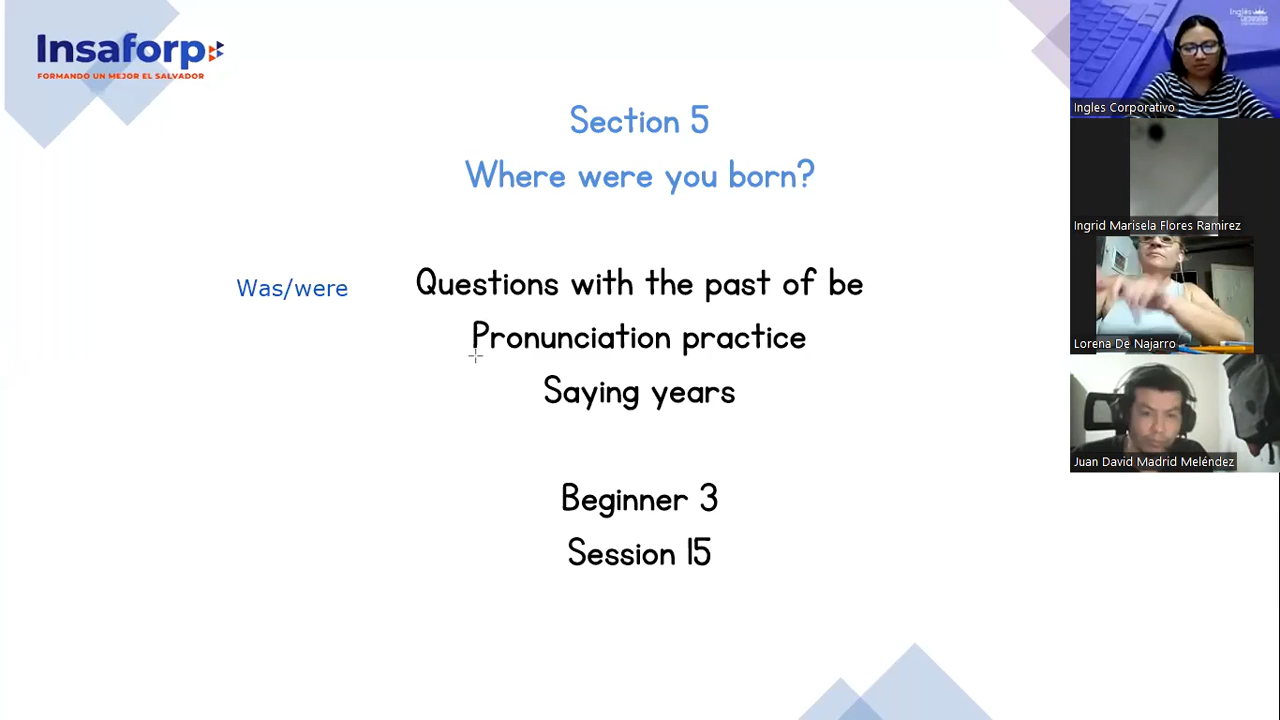 Insaforp
FORMANDO UN MEJOR EL SALVADOR
Section 5
Where were you born?
Was/were
Questions with the past of be
Pronunciation practice
Saying years
Beginner 3
Session 15
Inglés
Corporativo
Ingles Corporativo
Ingrid Marisela Flores Ramirez
Lorena De Najarro
Juan David Madrid Meléndez